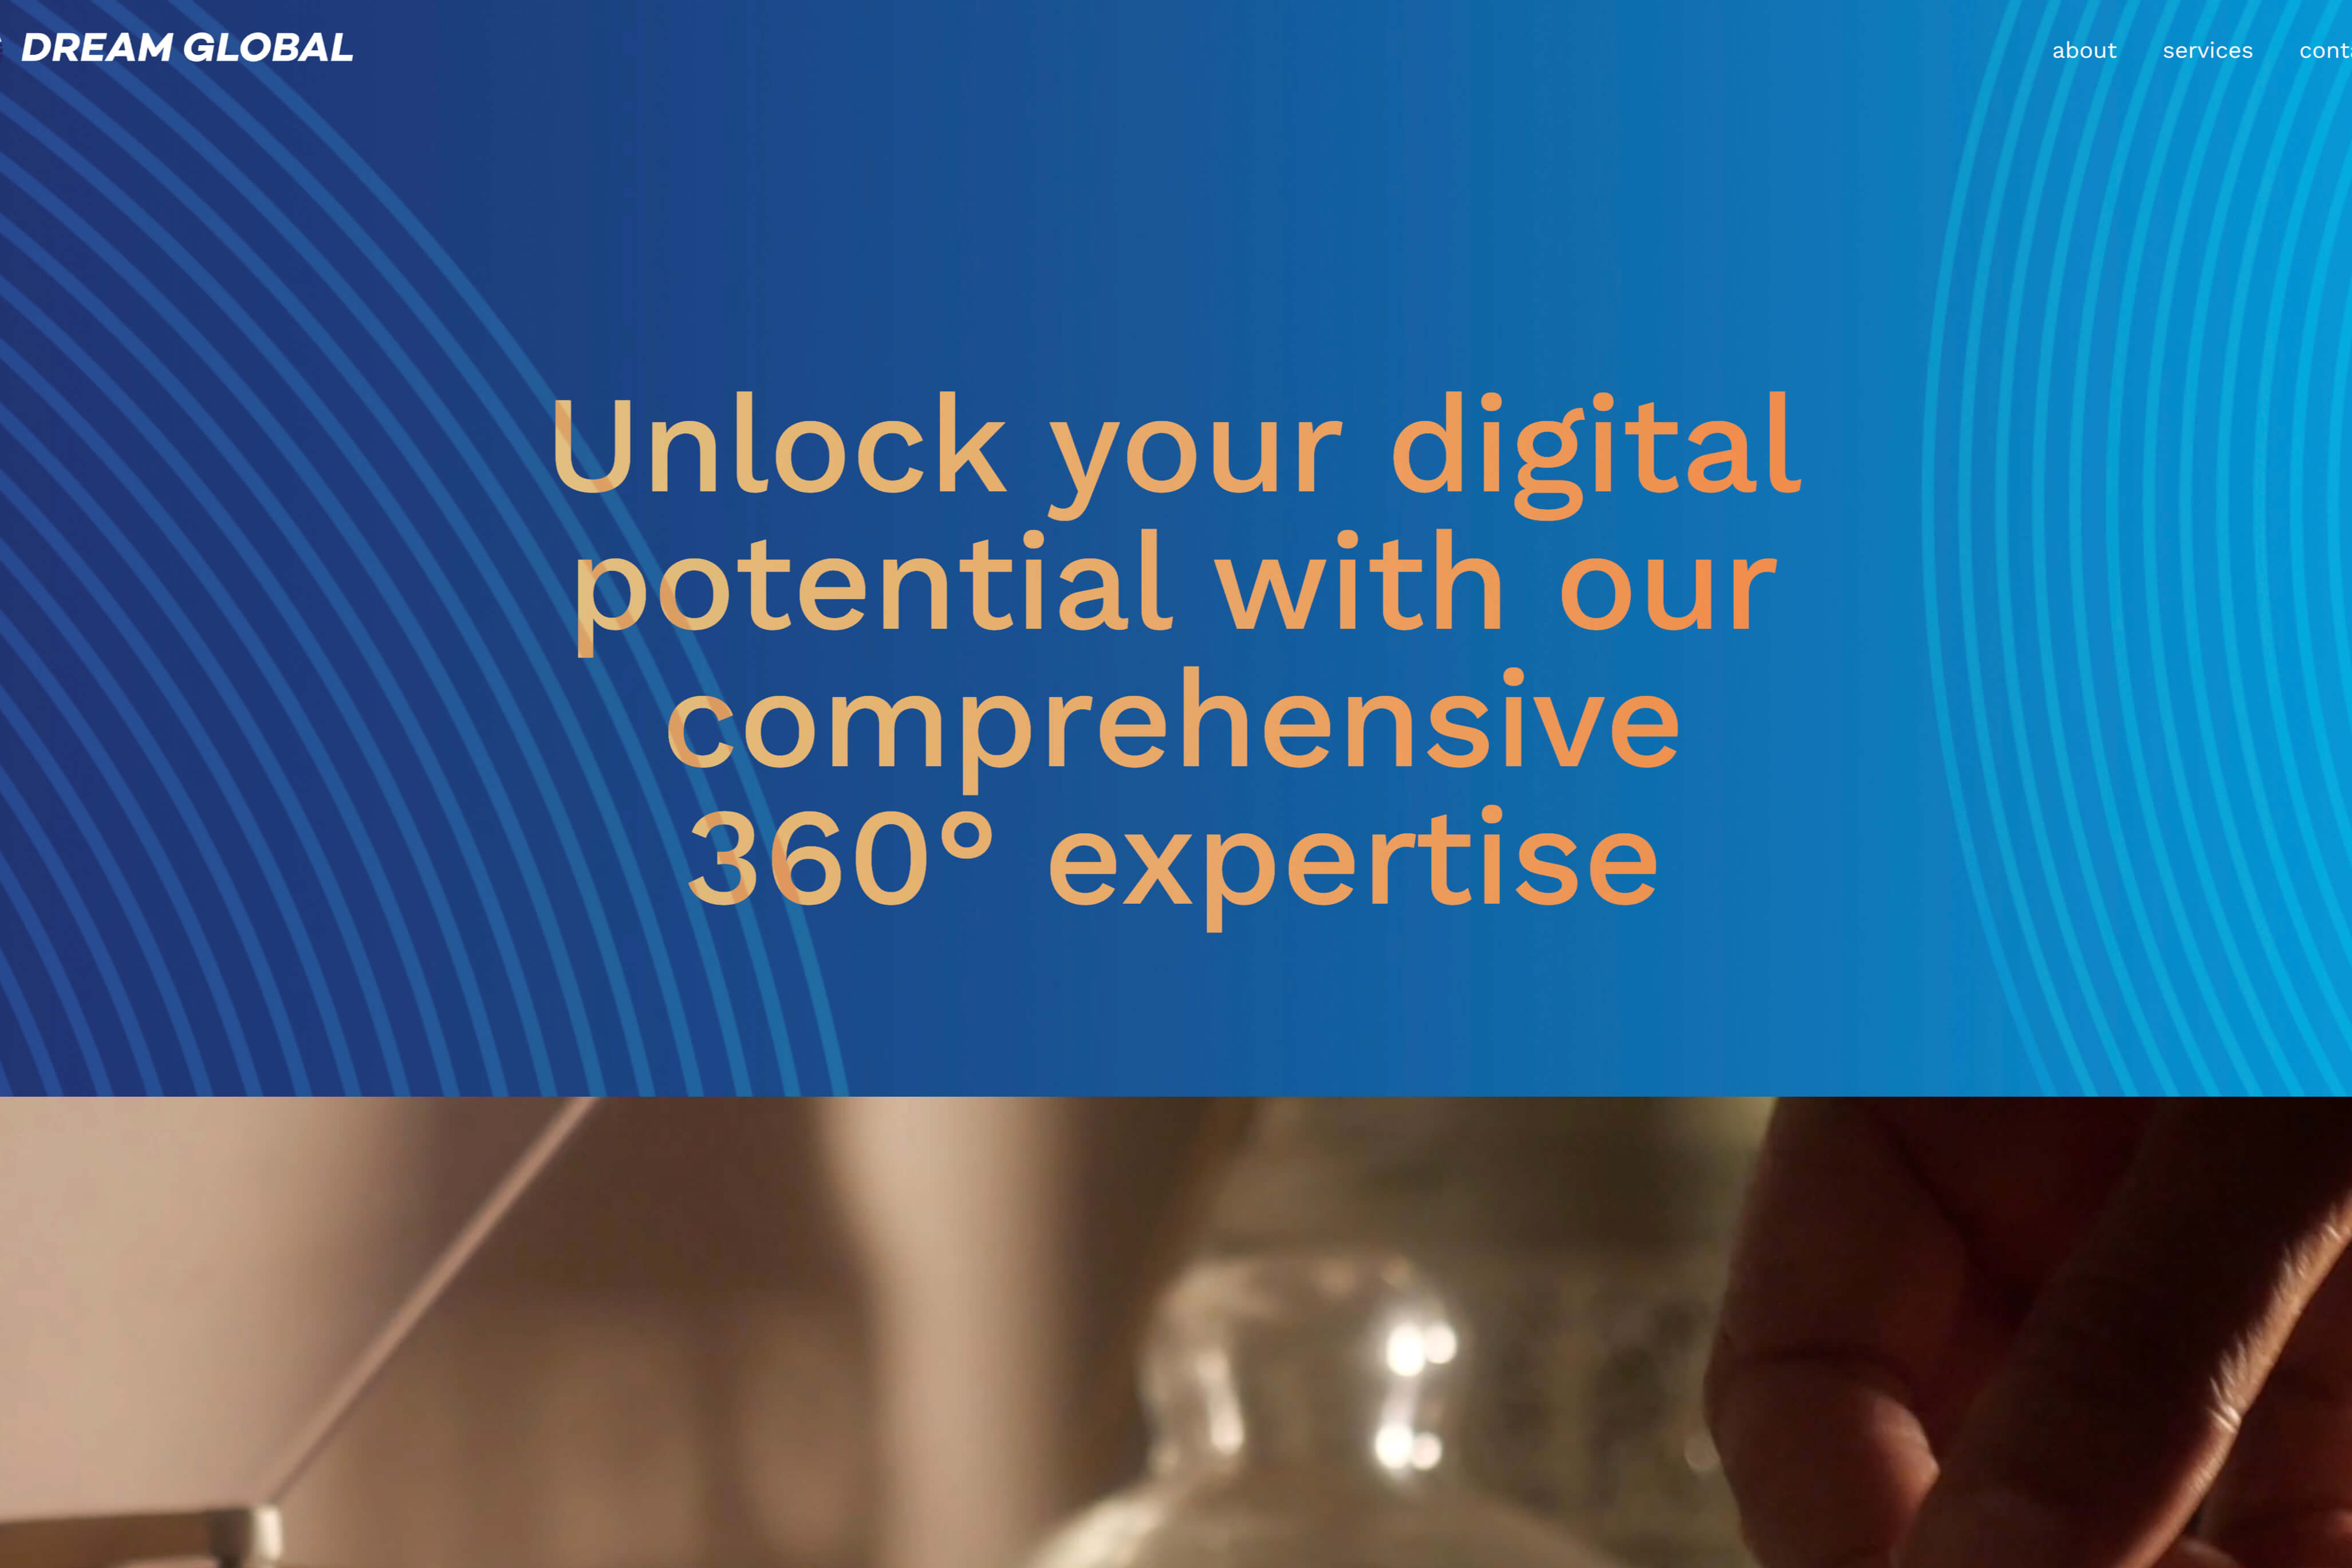 DREAM GLOBAL
about services
Unlock your digital
potential with our
comprehensive
360° expertise